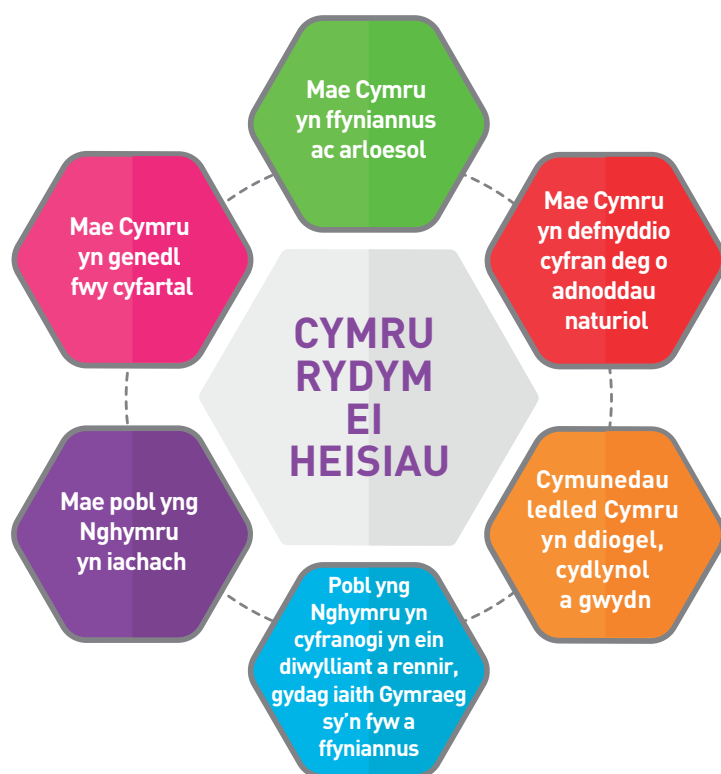 Mae Cymru
yn ffyniannus
ac arloesol
Mae Cymru
yn defnyddio
cyfran deg o
adnoddau
naturiol
Cymunedau
ledled Cymru
yn ddiogel,
cydlynol
a gwydn
Pobl yng
Nghymru yn
cyfranogi yn ein
diwylliant a rennir,
gydag iaith Gymraeg
sy'n fyw a
ffyniannus
Mae pobl yng
Nghymru
yn iachach
Mae Cymru
yn genedl
fwy cyfartal
CYMRU
RYDYM
EI
HEISIAU